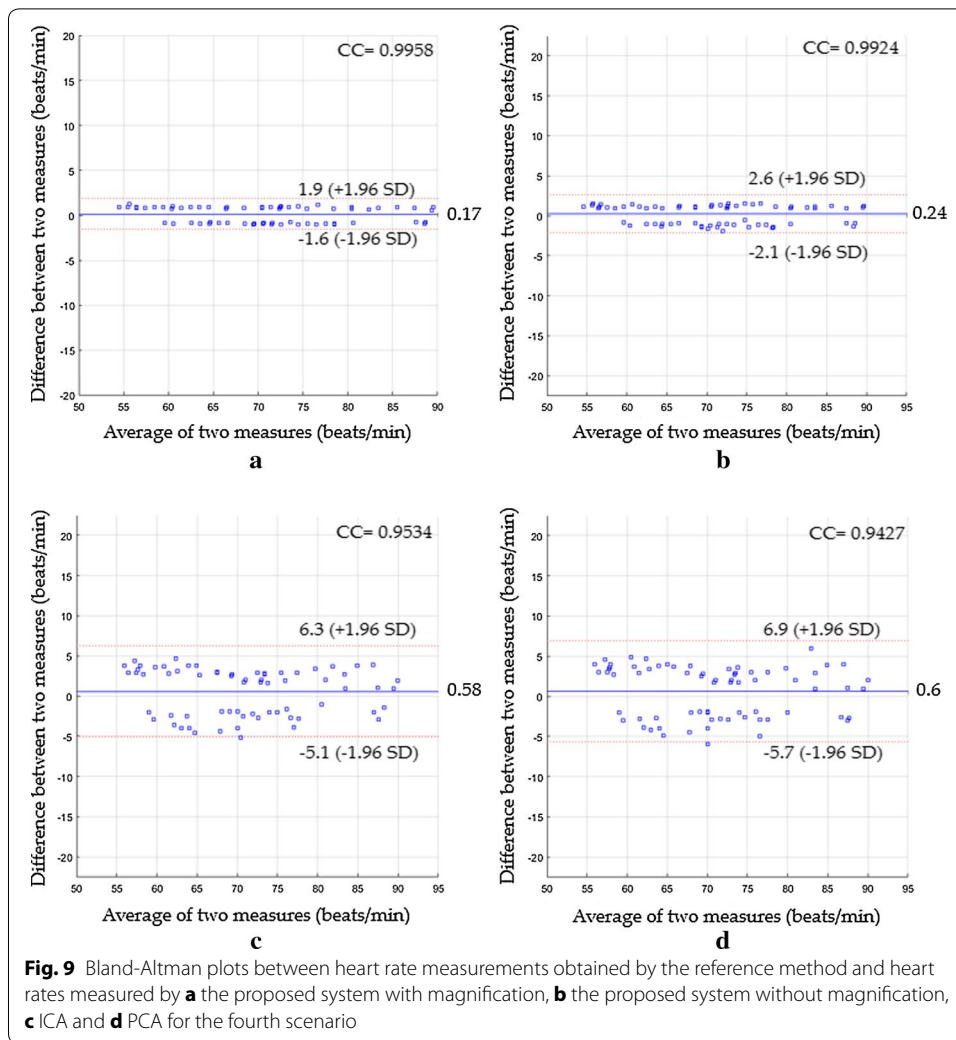 CC= 0.9958
Difference between two measures (beats/min)
20
15
10
5
0
-5
-10
-15
-20
1.9 (+1.96 SD)
0.17
-1.6 (-1.96 SD)
50 55 60 65 70 75 80 85 90
Average of two measures (beats/min)
a
CC= 0.9924
Difference between two measures (beats/min)
20
15
10
5
0
-5
-10
-15
-20
2.6 (+1.96 SD)
0.24
-2.1 (-1.96 SD)
50 55 60 65 70 75 80 85 90 95
Average of two measures (beats/min)
b
CC= 0.9534
Difference between two measures (beats/min)
20
15
10
5
0
-5
-10
-15
-20
6.3 (+1.96 SD)
0.58
-5.1 (-1.96 SD)
50 55 60 65 70 75 80 85 90 95
Average of two measures (beats/min)
c
CC= 0.9427
Difference between two measures (beats/min)
20
15
10
5
0
-5
-10
-15
-20
6.9 (+1.96 SD)
0.6
-5.7 (-1.96 SD)
50 55 60 65 70 75 80 85 90 95
Average of two measures (beats/min)
d
Fig. 9 Bland-Altman plots between heart rate measurements obtained by the reference method and heart
rates measured by a the proposed system with magnification, b the proposed system without magnification,
c ICA and d PCA for the fourth scenario